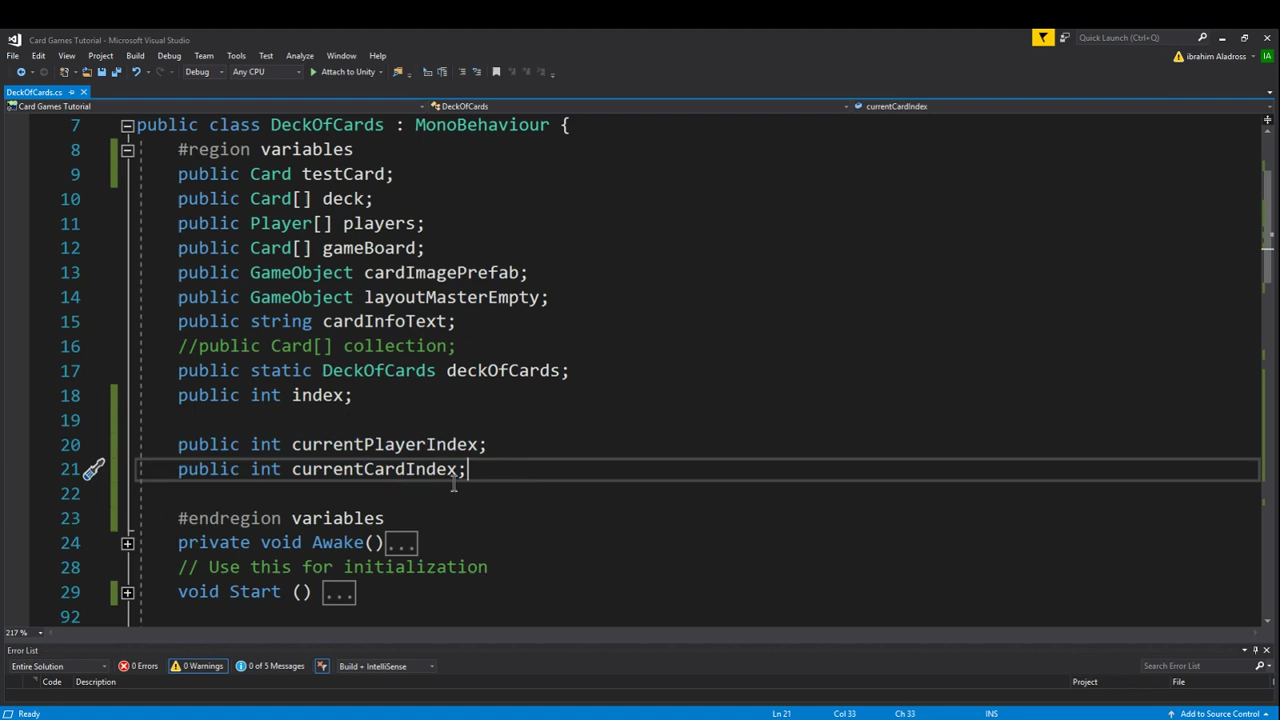 Card Games Tutorial - Microsoft Visual Studio
Quick Launch (Ctrl+Q)
File Edit View Project Build Debug Team Tools Test Analyze Window Help
ibrahim Aladross IA
Debug Any CPU Attach to Unity
DeckOfCards.cs
Card Games Tutorial DeckOfCards currentCardIndex
7 public class DeckOfCards : MonoBehaviour {
8 #region variables
9 public Card testCard;
10 public Card[] deck;
11 public Player[] players;
12 public Card[] gameBoard;
13 public GameObject cardImagePrefab;
14 public GameObject layoutMasterEmpty;
15 public string cardInfoText;
16 //public Card[] collection;
17 public static DeckOfCards deckOfCards;
18 public int index;
19
20 public int currentPlayerIndex;
21 public int currentCardIndex;
22
23 #endregion variables
24 private void Awake()...
28 // Use this for initialization
29 void Start () ...
92
217 %
Error List
Entire Solution 0 Errors 0 Warnings 0 of 5 Messages Build + IntelliSense Search Error List
Code Description Project File
Ready Ln 21 Col 33 Ch 33 INS Add to Source Control